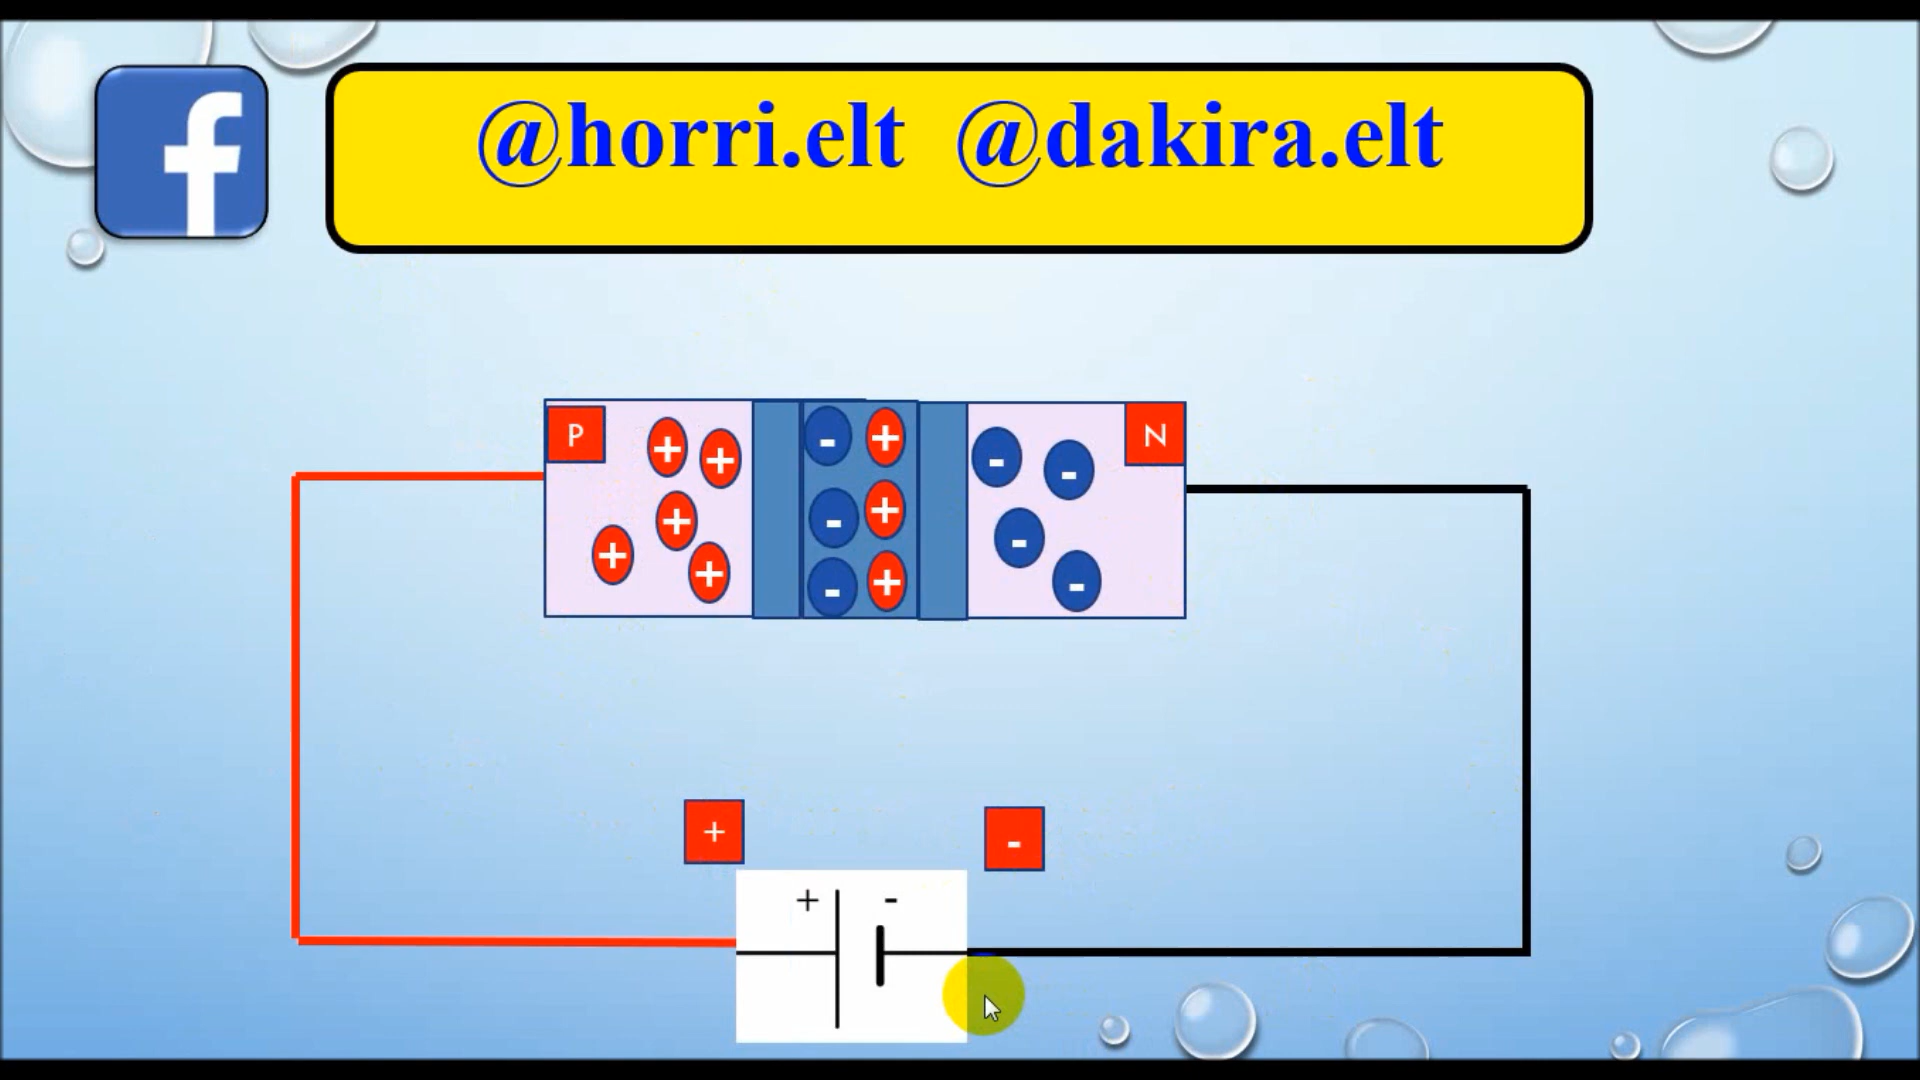 f
@horri.elt @dakira.elt
P
N
+ + + + +
- + - + - +
- - - -
+
-
+ -